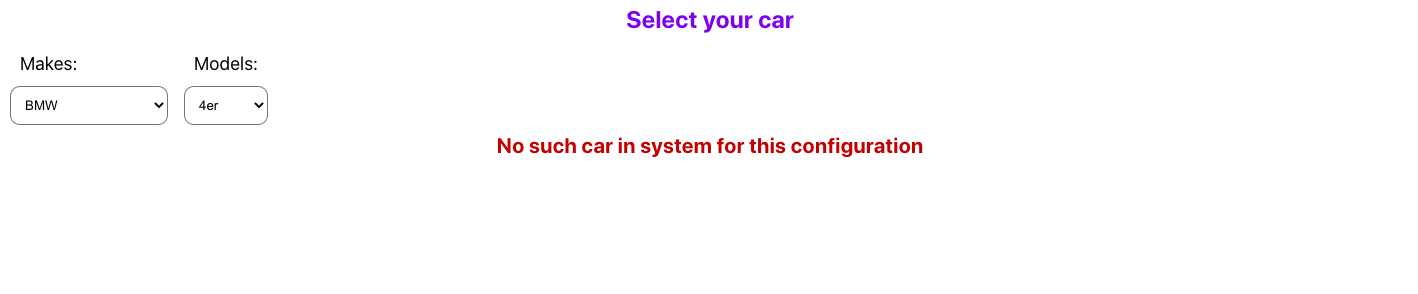 Select your car
Makes: Models:
BMW 4er
No such car in system for this configuration